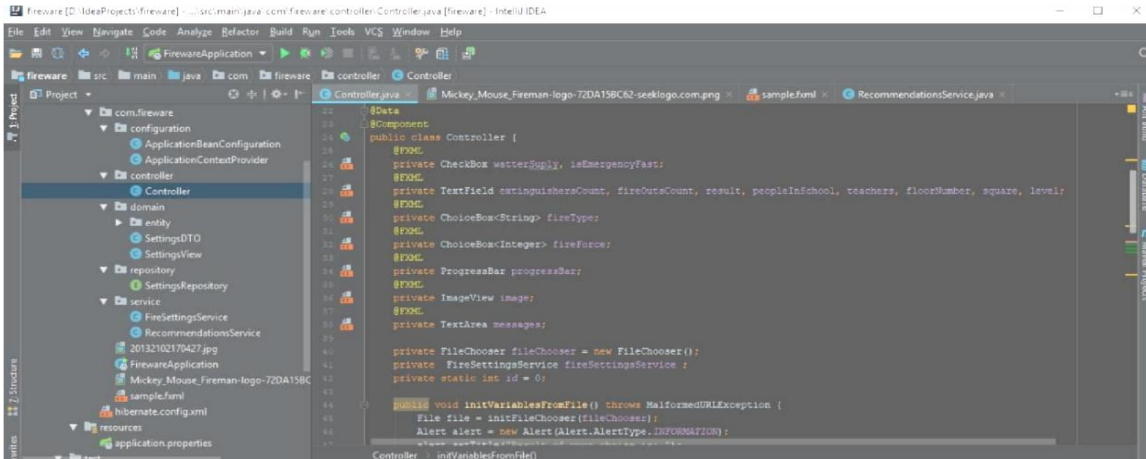 fireware [D:\IdeaProjects\fireware] - ...\src\main\java\com\fireware\controller\Controller.java [fireware] - IntelliJ IDEA
File Edit View Navigate Code Analyze Refactor Build Run Tools VCS Window Help
FirewareApplication
fireware src main java com fireware controller Controller
Project
Controller.java Mickey_Mouse_Fireman-logo-72DA15BC62-seeklogo.com.png sample.fxml RecommendationsService.java
1: Project
com.fireware
configuration
ApplicationBeanConfiguration
ApplicationContextProvider
controller
Controller
domain
entity
SettingsDTO
SettingsView
repository
SettingsRepository
service
FireSettingsService
RecommendationsService
20132102170427.jpg
FirewareApplication
Mickey_Mouse_Fireman-logo-72DA15BC
sample.fxml
hibernate.config.xml
resources
application.properties
7: Structure
22 @Data
23 @Component
24 public class Controller {
25 @FXML
26 private CheckBox watterSuply, isEmergencyFast;
27 @FXML
28 private TextField extinguishersCount, fireOutsCount, result, peopleInSchool, teachers, floorNumber, square, level;
29 @FXML
30 private ChoiceBox<String> fireType;
31 @FXML
32 private ChoiceBox<Integer> fireForce;
33 @FXML
34 private ProgressBar progressBar;
35 @FXML
36 private ImageView image;
37 @FXML
38 private TextArea messages;
39
40 private FileChooser fileChooser = new FileChooser();
41 private FireSettingsService fireSettingsService ;
42 private static int id = 0;
43
44 public void initVariablesFromFile() throws MalformedURLException {
45 File file = initFileChooser(fileChooser);
46 Alert alert = new Alert(Alert.AlertType.INFORMATION);
Controller initVariablesFromFile()